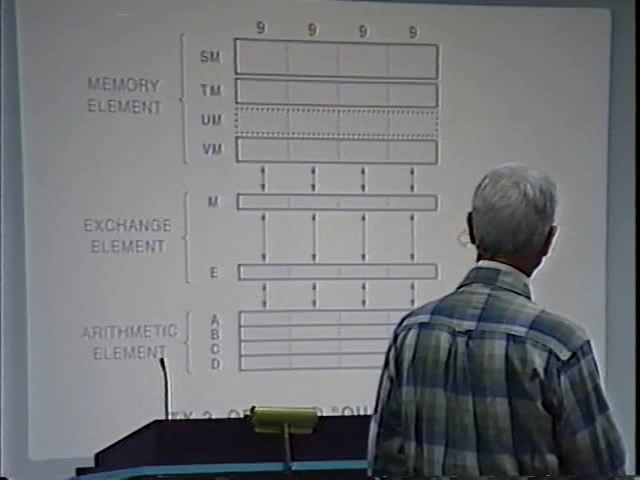 9 9 9 9
SM
MEMORY
ELEMENT
TM
UM
VM
M
EXCHANGE
ELEMENT
E
ARITHMETIC
ELEMENT
A
B
C
D